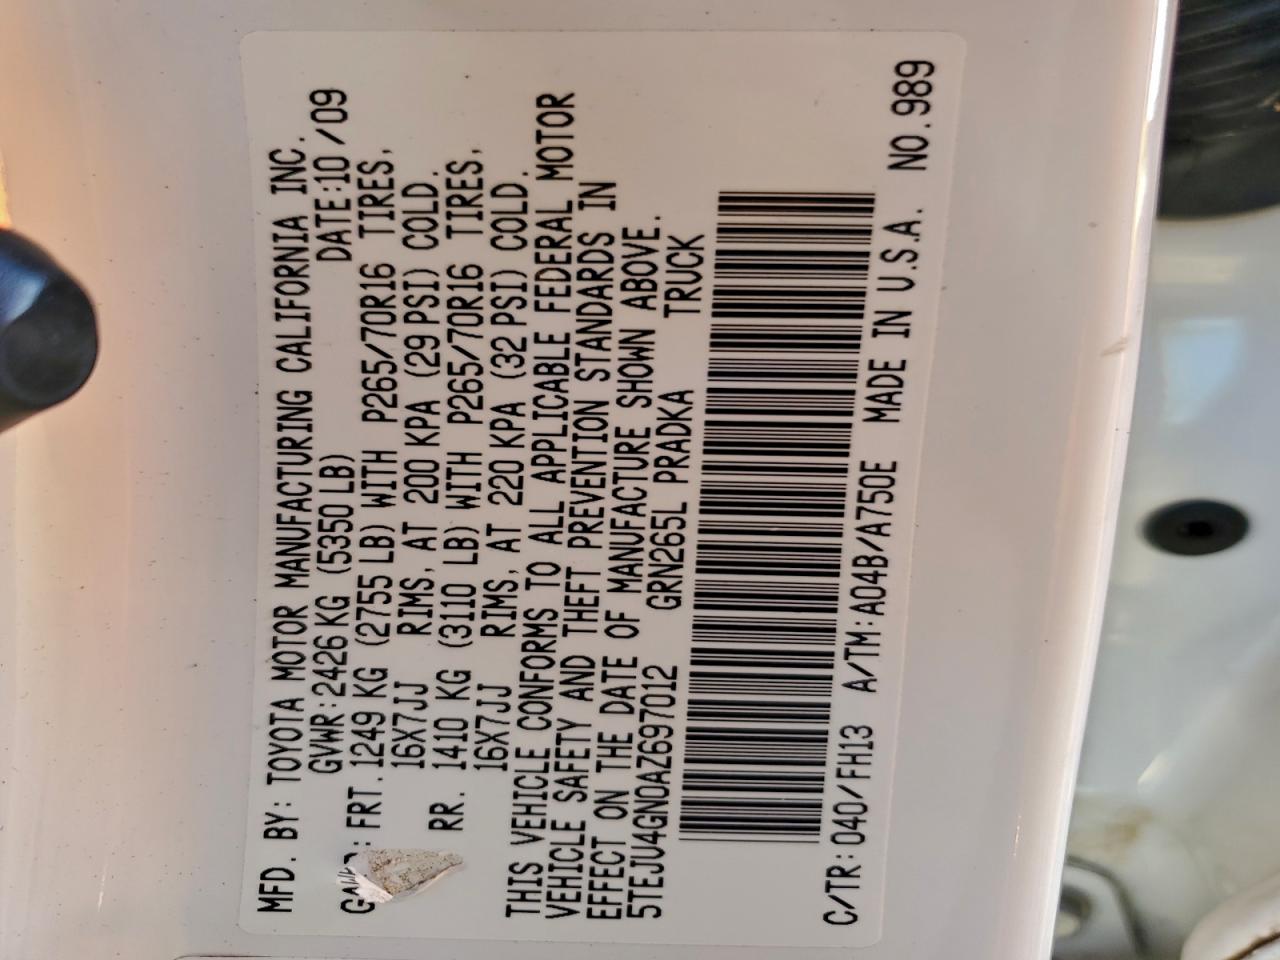 MFD. BY: TOYOTA MOTOR MANUFACTURING CALIFORNIA INC.
GVWR: 2426 KG (5350 LB) DATE: 10 /09
FRT. 1249 KG (2755 LB) WITH P265/70R16 TIRES,
16X7JJ RIMS, AT 200 KPA (29 PSI) COLD.
RR. 1410 KG (3110 LB) WITH P265/70R16 TIRES,
16X7JJ RIMS, AT 220 KPA (32 PSI) COLD.
THIS VEHICLE CONFORMS TO ALL APPLICABLE FEDERAL MOTOR
VEHICLE SAFETY AND THEFT PREVENTION STANDARDS IN
EFFECT ON THE DATE OF MANUFACTURE SHOWN ABOVE.
5TEJU4GN0AZ697012 GRN265L PRADKA TRUCK
C/TR: 040/FH13 A/TM: A04B/A750E MADE IN U.S.A. NO. 989